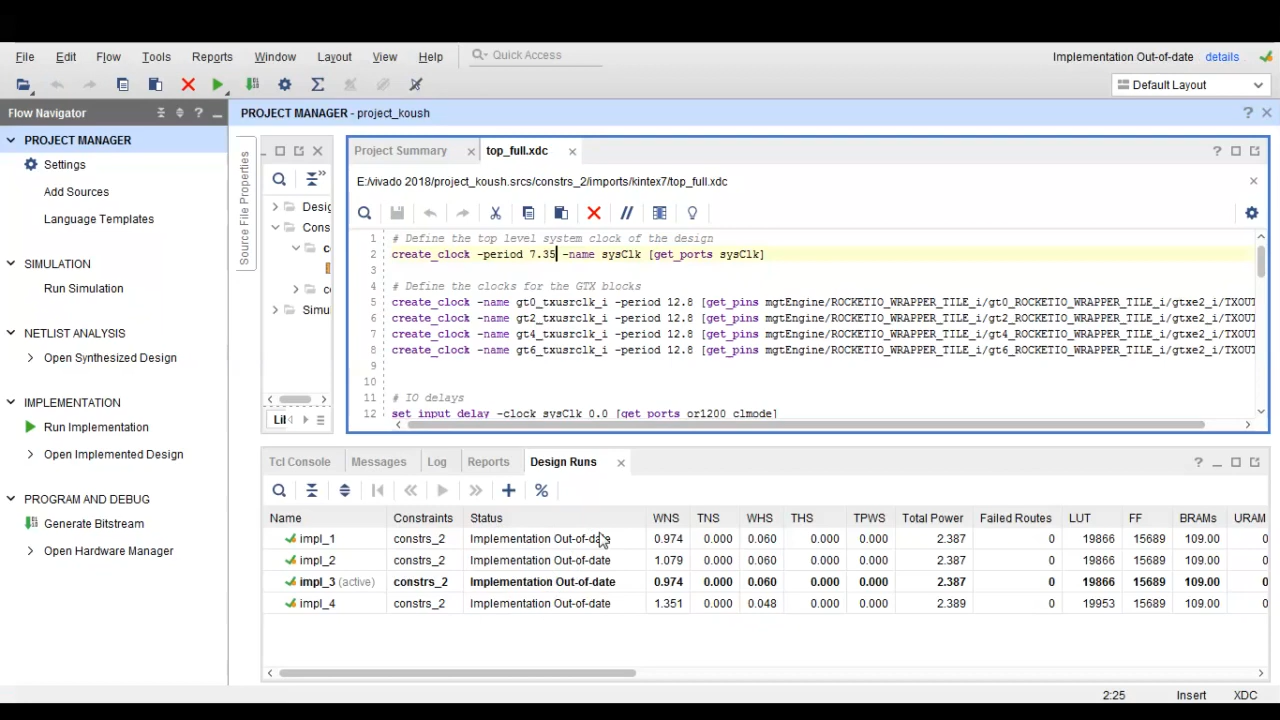 File Edit Flow Tools Reports Window Layout View Help Quick Access Implementation Out-of-date details
Default Layout
Flow Navigator ? PROJECT MANAGER - project_koush ?
PROJECT MANAGER
Settings
Add Sources
Language Templates
SIMULATION
Run Simulation
NETLIST ANALYSIS
Open Synthesized Design
IMPLEMENTATION
Run Implementation
Open Implemented Design
PROGRAM AND DEBUG
Generate Bitstream
Open Hardware Manager
Source File Properties
Desig
Cons
c
c
Simu
Project Summary top_full.xdc ?
E:/vivado 2018/project_koush.srcs/constrs_2/imports/kintex7/top_full.xdc
1 # Define the top level system clock of the design
2 create_clock -period 7.35 -name sysClk [get_ports sysClk]
3
4 # Define the clocks for the GTX blocks
5 create_clock -name gt0_txusrclk_i -period 12.8 [get_pins mgtEngine/ROCKETIO_WRAPPER_TILE_i/gt0_ROCKETIO_WRAPPER_TILE_i/gtxe2_i/TXOUT
6 create_clock -name gt2_txusrclk_i -period 12.8 [get_pins mgtEngine/ROCKETIO_WRAPPER_TILE_i/gt2_ROCKETIO_WRAPPER_TILE_i/gtxe2_i/TXOUT
7 create_clock -name gt4_txusrclk_i -period 12.8 [get_pins mgtEngine/ROCKETIO_WRAPPER_TILE_i/gt4_ROCKETIO_WRAPPER_TILE_i/gtxe2_i/TXOUT
8 create_clock -name gt6_txusrclk_i -period 12.8 [get_pins mgtEngine/ROCKETIO_WRAPPER_TILE_i/gt6_ROCKETIO_WRAPPER_TILE_i/gtxe2_i/TXOUT
9
10
11 # IO delays
12 set_input_delay -clock sysClk 0.0 [get_ports or1200_clmode]
Tcl Console Messages Log Reports Design Runs ?
Name Constraints Status WNS TNS WHS THS TPWS Total Power Failed Routes LUT FF BRAMs URAM
impl_1 constrs_2 Implementation Out-of-date 0.974 0.000 0.060 0.000 0.000 2.387 0 19866 15689 109.00 0
impl_2 constrs_2 Implementation Out-of-date 1.079 0.000 0.060 0.000 0.000 2.387 0 19866 15689 109.00 0
impl_3 (active) constrs_2 Implementation Out-of-date 0.974 0.000 0.060 0.000 0.000 2.387 0 19866 15689 109.00 0
impl_4 constrs_2 Implementation Out-of-date 1.351 0.000 0.048 0.000 0.000 2.389 0 19953 15689 109.00 0
2:25 Insert XDC